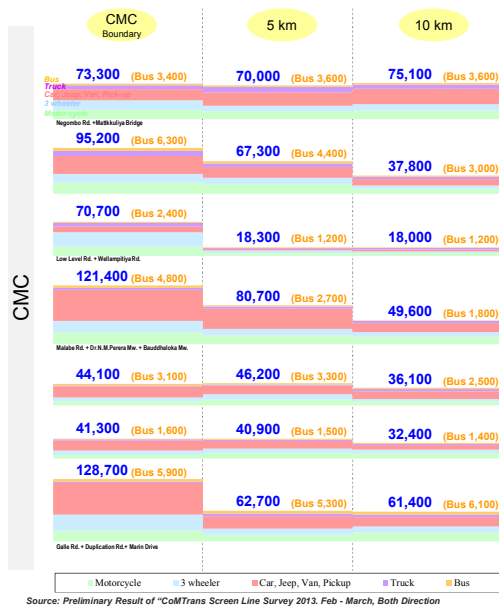 CMC
Boundary
5 km
10 km
73,300 (Bus 3,400)
70,000 (Bus 3,600)
75,100 (Bus 3,600)
Bus
Truck
Car, Jeep, Van, Pick-up
3 wheeler
Motorcycle
Negombo Rd. +Mattkkuliya Bridge
95,200 (Bus 6,300)
67,300 (Bus 4,400)
37,800 (Bus 3,000)
70,700 (Bus 2,400)
18,300 (Bus 1,200)
18,000 (Bus 1,200)
Low Level Rd. + Wellampitiya Rd.
CMC
121,400 (Bus 4,800)
80,700 (Bus 2,700)
49,600 (Bus 1,800)
Malabe Rd. + Dr.N.M.Perera Mw. + Bauddhaloka Mw.
44,100 (Bus 3,100)
46,200 (Bus 3,300)
36,100 (Bus 2,500)
41,300 (Bus 1,600)
40,900 (Bus 1,500)
32,400 (Bus 1,400)
128,700 (Bus 5,900)
62,700 (Bus 5,300)
61,400 (Bus 6,100)
Galle Rd. + Duplication Rd.+ Marin Drive
Motorcycle 3 wheeler Car, Jeep, Van, Pickup Truck Bus
Source: Preliminary Result of “CoMTrans Screen Line Survey 2013. Feb - March, Both Direction